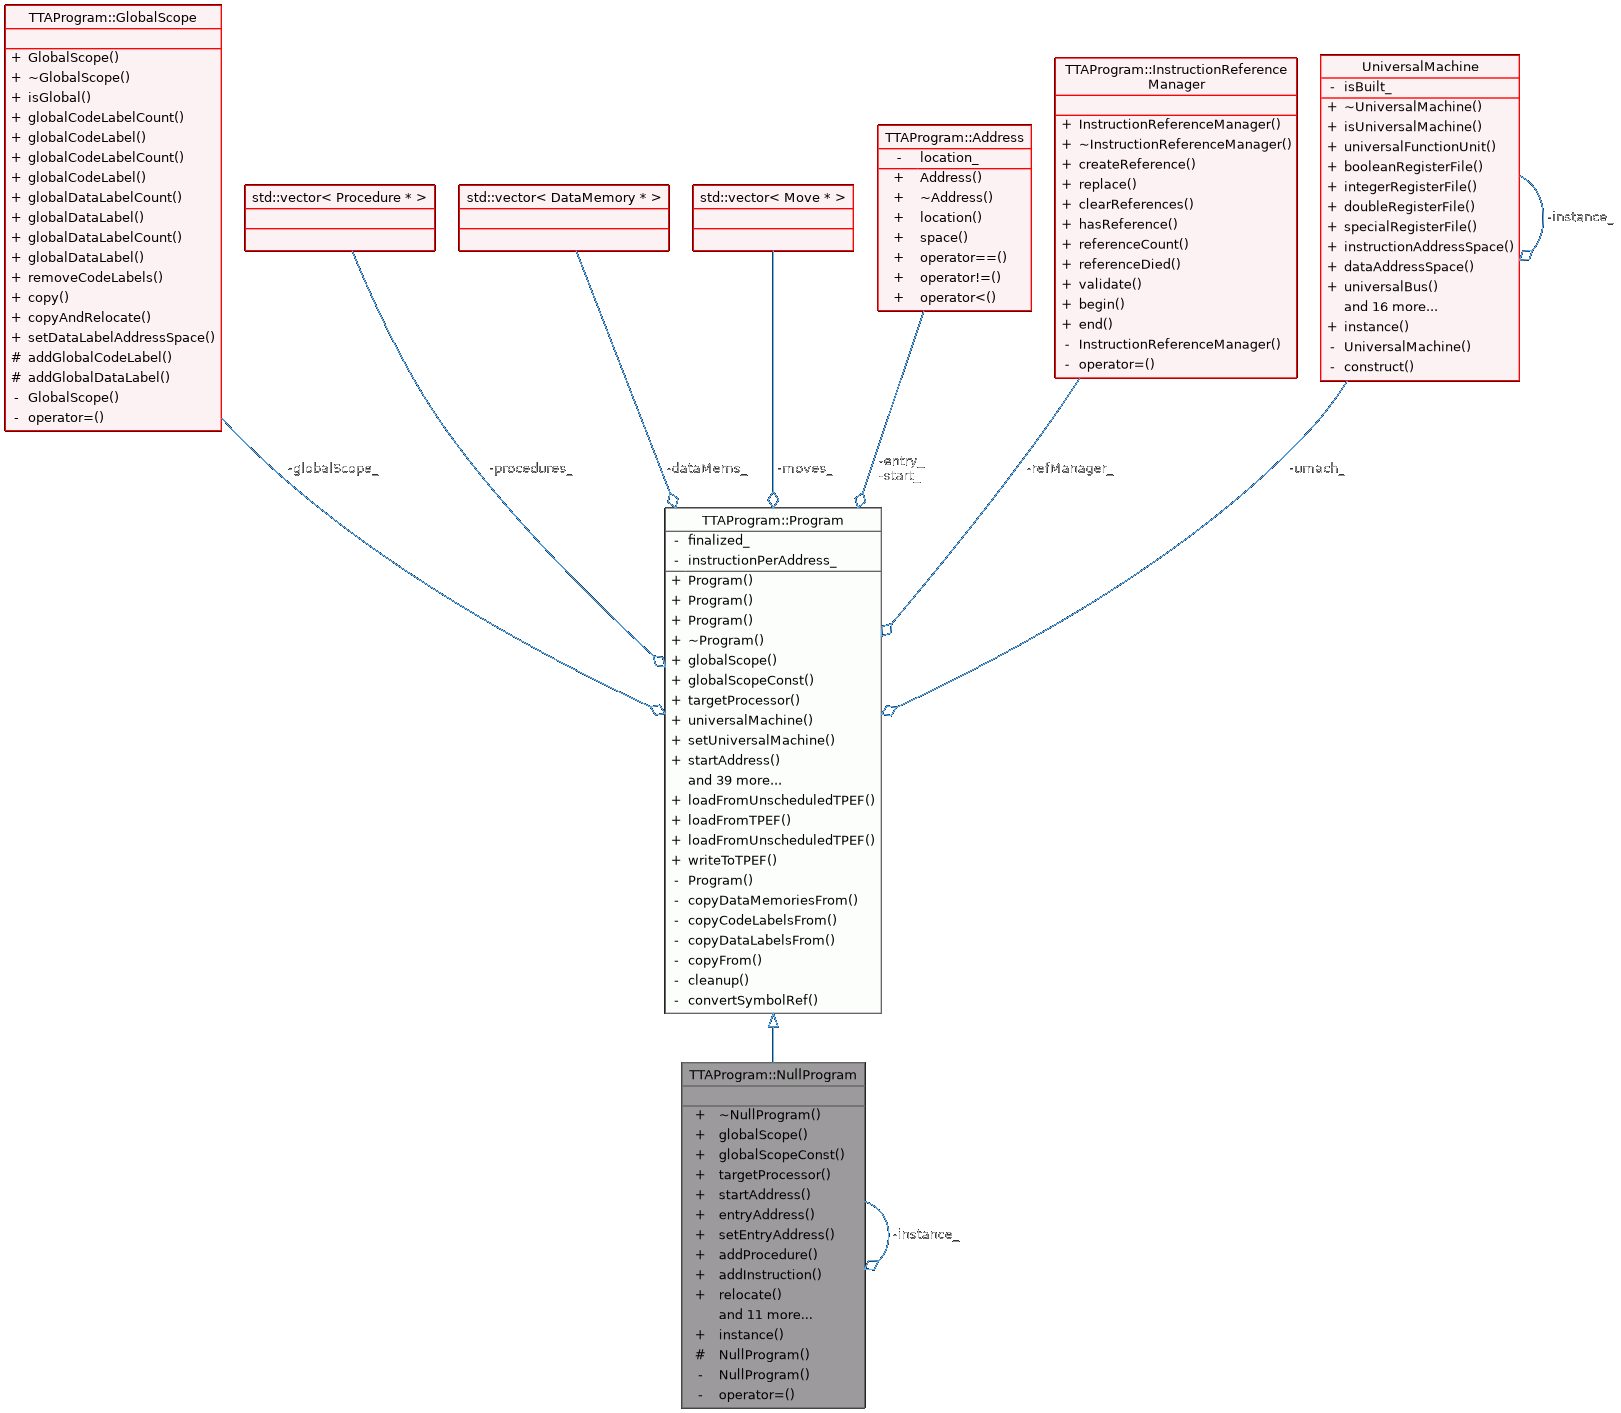 TTAProgram::GlobalScope
+ GlobalScope()
+ ~GlobalScope()
+ isGlobal()
+ globalCodeLabelCount()
+ globalCodeLabel()
+ globalCodeLabelCount()
+ globalCodeLabel()
+ globalDataLabelCount()
+ globalDataLabel()
+ globalDataLabelCount()
+ globalDataLabel()
+ removeCodeLabels()
+ copy()
+ copyAndRelocate()
+ setDataLabelAddressSpace()
# addGlobalCodeLabel()
# addGlobalDataLabel()
- GlobalScope()
- operator=()
std::vector< Procedure * >
std::vector< DataMemory * >
std::vector< Move * >
TTAProgram::Address
- location_
+ Address()
+ ~Address()
+ location()
+ space()
+ operator==()
+ operator!=()
+ operator<()
TTAProgram::InstructionReference
Manager
+ InstructionReferenceManager()
+ ~InstructionReferenceManager()
+ createReference()
+ replace()
+ clearReferences()
+ hasReference()
+ referenceCount()
+ referenceDied()
+ validate()
+ begin()
+ end()
- InstructionReferenceManager()
- operator=()
UniversalMachine
- isBuilt_
+ ~UniversalMachine()
+ isUniversalMachine()
+ universalFunctionUnit()
+ booleanRegisterFile()
+ integerRegisterFile()
+ doubleRegisterFile()
+ specialRegisterFile()
+ instructionAddressSpace()
+ dataAddressSpace()
+ universalBus()
and 16 more...
+ instance()
- UniversalMachine()
- construct()
-instance_
-globalScope_
-procedures_
-dataMems_
-moves_
-entry_
-start_
-refManager_
-umach_
TTAProgram::Program
- finalized_
- instructionPerAddress_
+ Program()
+ Program()
+ Program()
+ ~Program()
+ globalScope()
+ globalScopeConst()
+ targetProcessor()
+ universalMachine()
+ setUniversalMachine()
+ startAddress()
and 39 more...
+ loadFromUnscheduledTPEF()
+ loadFromTPEF()
+ loadFromUnscheduledTPEF()
+ writeToTPEF()
- Program()
- copyDataMemoriesFrom()
- copyCodeLabelsFrom()
- copyDataLabelsFrom()
- copyFrom()
- cleanup()
- convertSymbolRef()
TTAProgram::NullProgram
+ ~NullProgram()
+ globalScope()
+ globalScopeConst()
+ targetProcessor()
+ startAddress()
+ entryAddress()
+ setEntryAddress()
+ addProcedure()
+ addInstruction()
+ relocate()
and 11 more...
+ instance()
# NullProgram()
- NullProgram()
- operator=()
-instance_